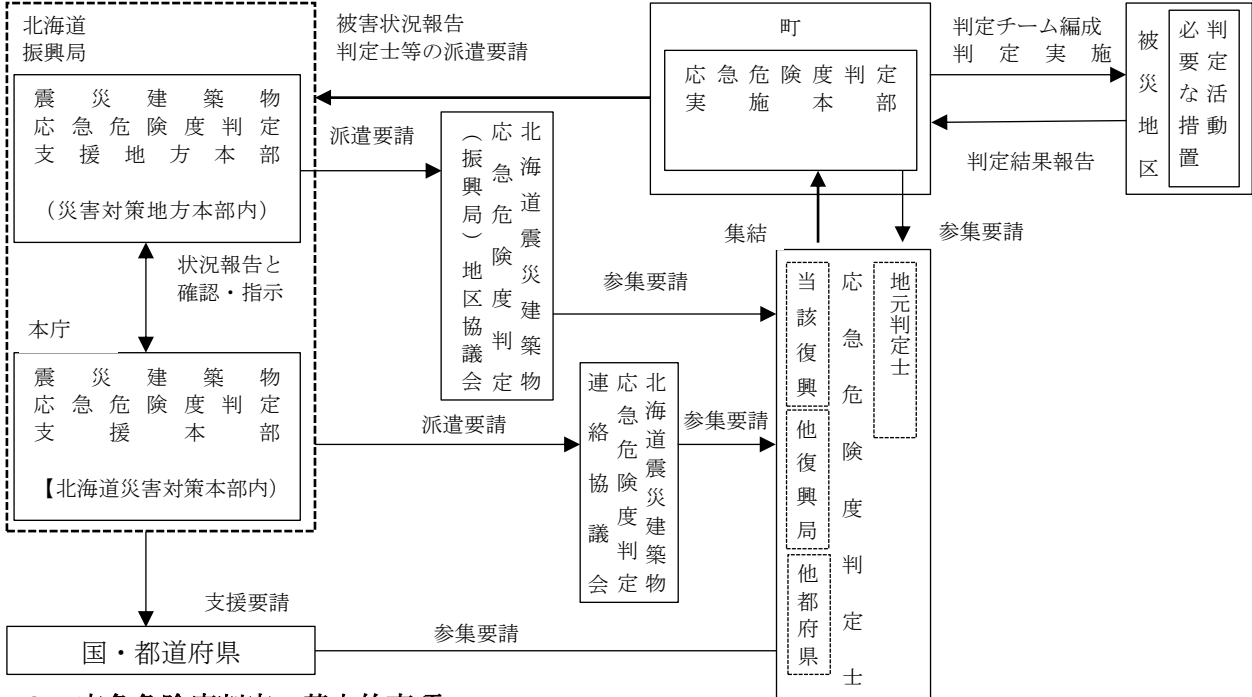 北海道
振興局
震災建築物
応急危険度判定
支援地方本部
（災害対策地方本部内）
状況報告と
確認・指示
本庁
震災建築物
応急危険度判定
支援本部
【北海道災害対策本部内）
支援要請
国・都道府県
被害状況報告
判定士等の派遣要請
派遣要請
北海道震災建築物
応急危険度判定
（振興局）地区協議会
派遣要請
北海道震災建築物
応急危険度判定
連絡協議会
参集要請
参集要請
参集要請
町
応急危険度判定
実施本部
判定チーム編成
判定実施
判定結果報告
被災地区
判定活動
必要な措置
集結
参集要請
地元判定士
応急危険度判定士
当該復興
他復興局
他都府県